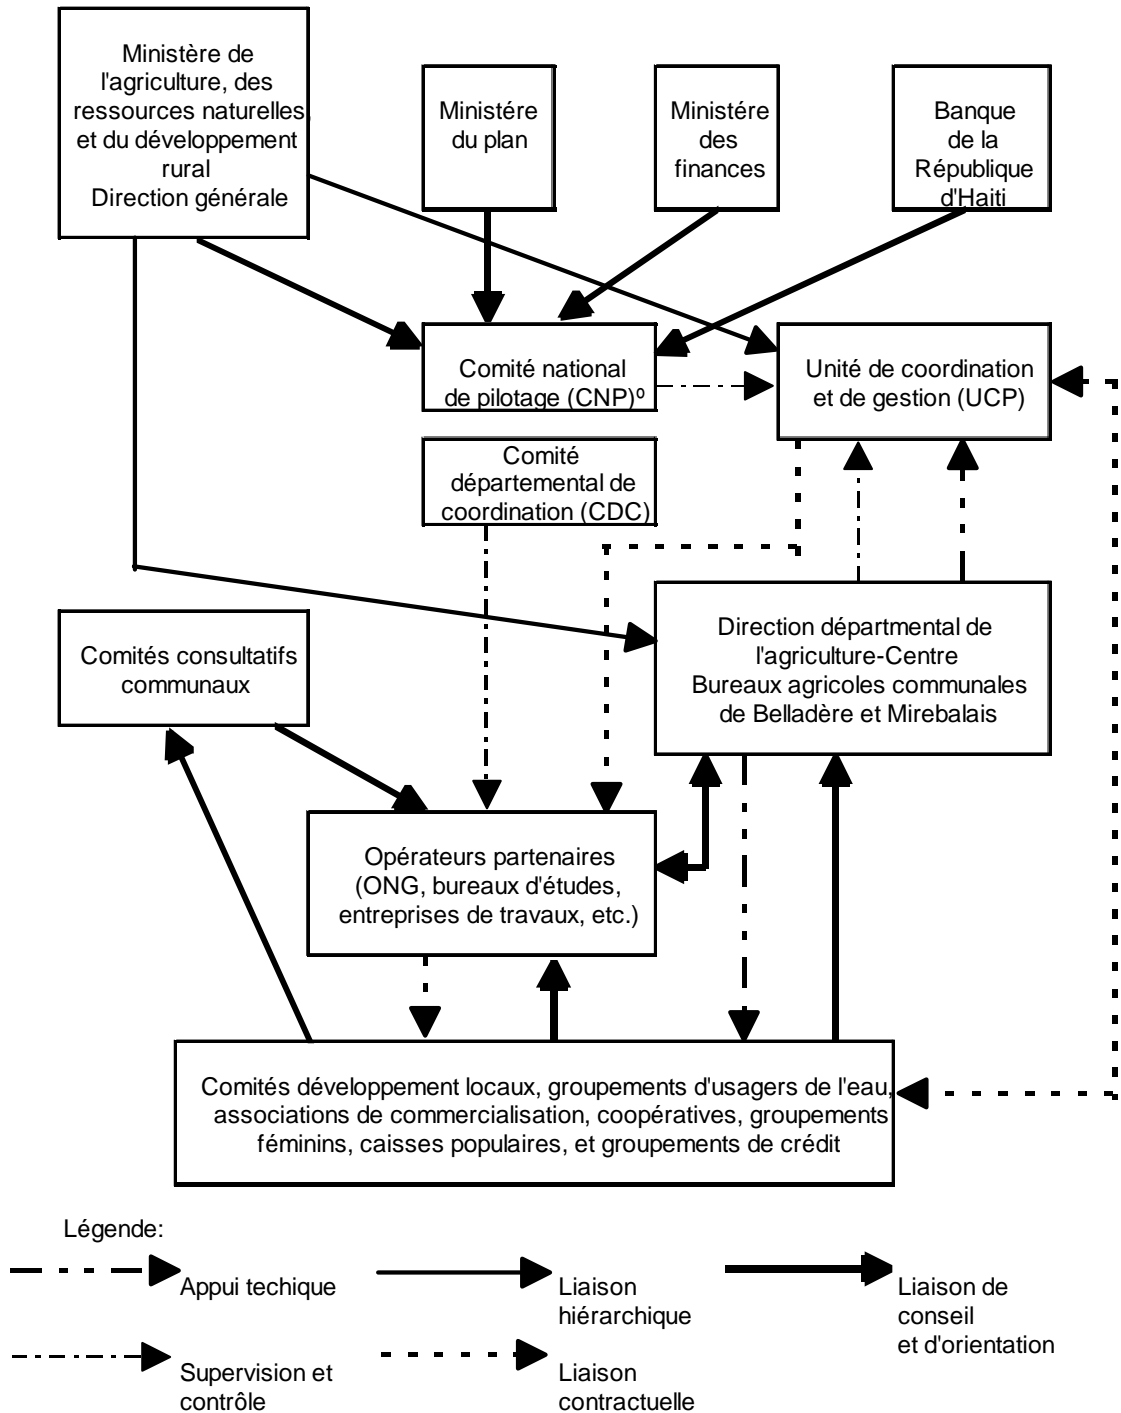 Ministère de
l'agriculture, des
ressources naturelles,
et du développement
rural
Direction générale
Ministére
du plan
Ministére
des
finances
Banque
de la
République
d'Haiti
Comité national
de pilotage (CNP)º
Unité de coordination
et de gestion (UCP)
Comité
départemental de
coordination (CDC)
Direction départmental de
l'agriculture-Centre
Bureaux agricoles communales
de Belladère et Mirebalais
Comités consultatifs
communaux
Opérateurs partenaires
(ONG, bureaux d'études,
entreprises de travaux, etc.)
Comités développement locaux, groupements d'usagers de l'eau,
associations de commercialisation, coopératives, groupements
féminins, caisses populaires, et groupements de crédit
Légende:
Appui techique
Liaison
hiérarchique
Liaison de
conseil
et d'orientation
Supervision et
contrôle
Liaison
contractuelle